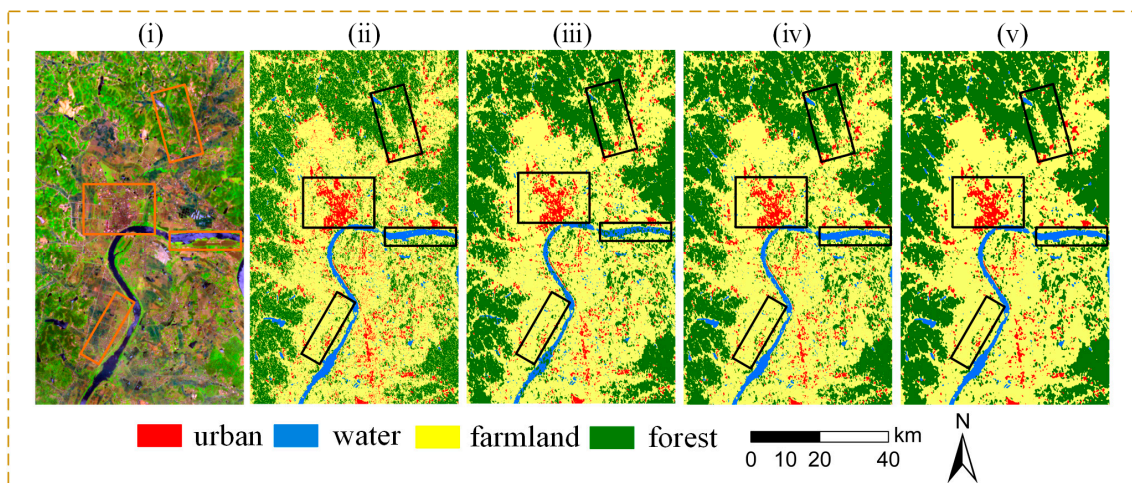 (i) (ii) (iii) (iv) (v)
urban water farmland forest
km
0 10 20 40
N